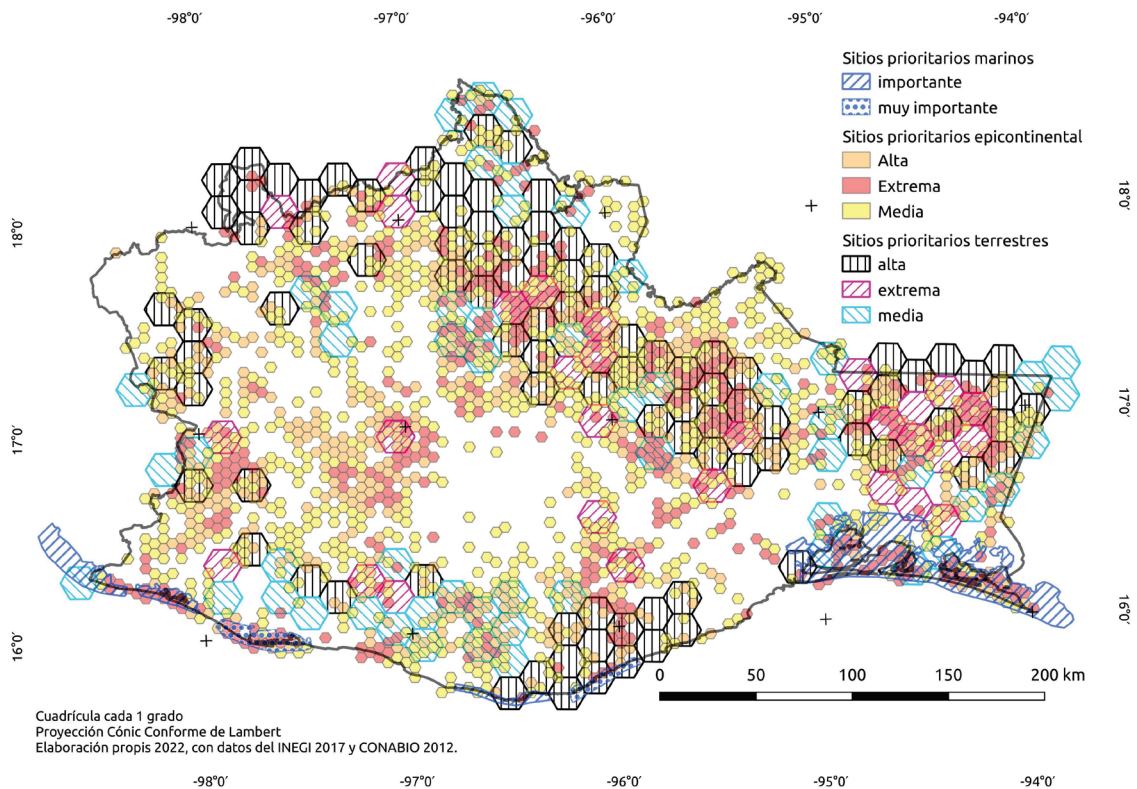 -98°0´ -97°0´ -96°0´ -95°0´ -94°0´
Sitios prioritarios marinos
importante
muy importante
Sitios prioritarios epicontinental
Alta
Extrema
Media
Sitios prioritarios terrestres
alta
extrema
media
18°0´ 18°0´
17°0´ 17°0´
16°0´ 16°0´
0 50 100 150 200 km
Cuadrícula cada 1 grado
Proyección Cónic Conforme de Lambert
Elaboración propis 2022, con datos del INEGI 2017 y CONABIO 2012.
-98°0´ -97°0´ -96°0´ -95°0´ -94°0´